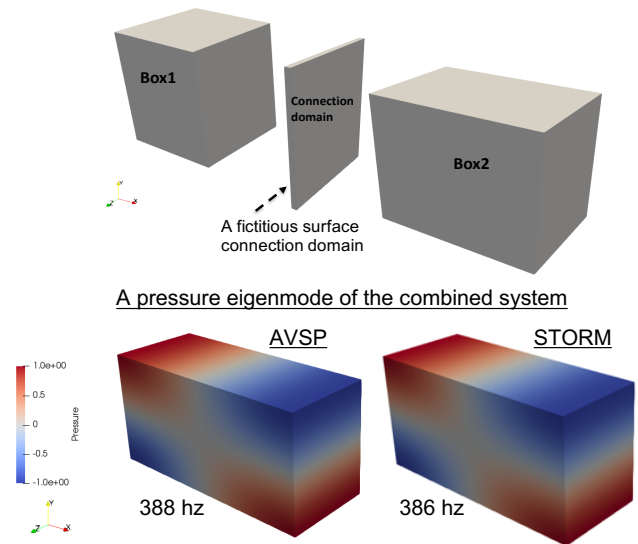 Box1
Connection
domain
Box2
Y
Z
X
A fictitious surface
connection domain
A pressure eigenmode of the combined system
AVSP
STORM
1.0e+00
0.5
0
-0.5
-1.0e+00
Pressure
388 hz
386 hz
Y
Z
X